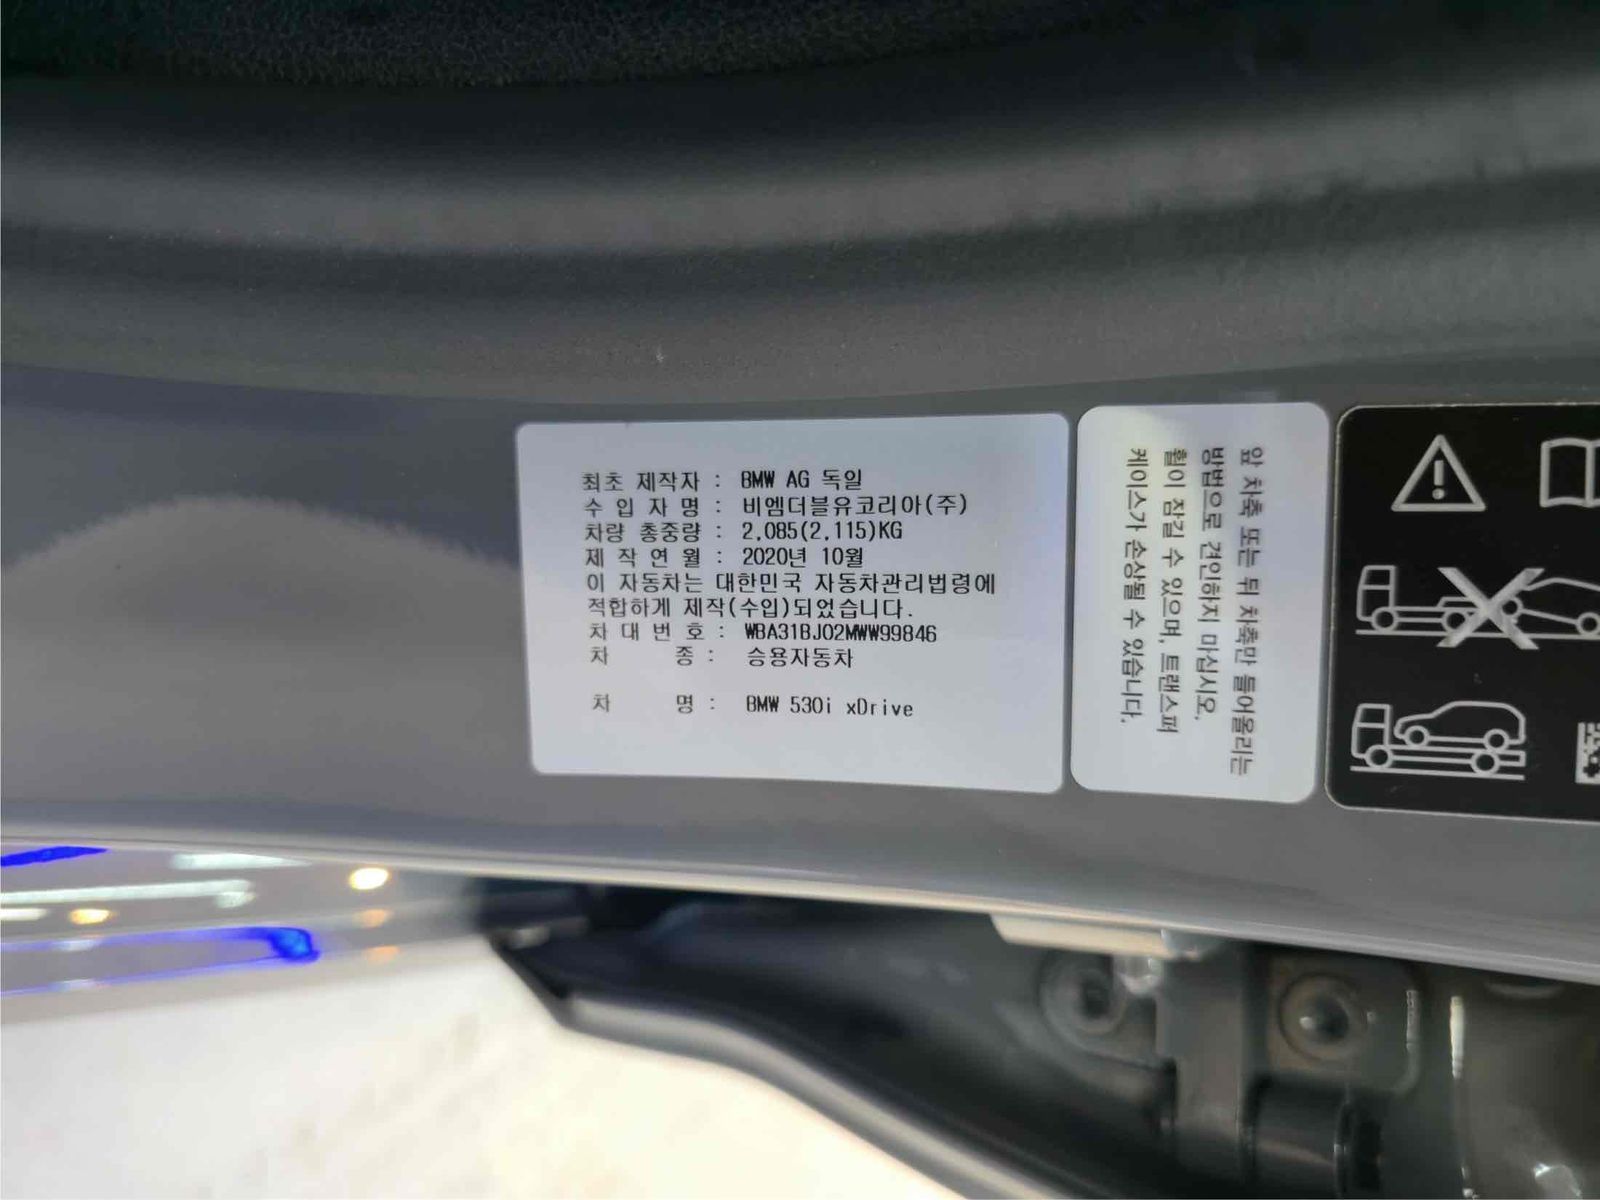 최초 제작자 : BMW AG 독일
수 입 자 명 : 비엠더블유코리아(주)
차량 총중량 : 2,085(2,115)KG
제 작 연 월 : 2020년 10월
이 자동차는 대한민국 자동차관리법령에
적합하게 제작(수입)되었습니다.
차 대 번 호 : WBA31BJ02MWW99846
차 종 : 승용자동차
차 명 : BMW 530i xDrive
앞 차축 또는 뒤 차축만 들어올리는
방법으로 견인하지 마십시오.
휠이 잠길 수 있으며, 트랜스퍼
케이스가 손상될 수 있습니다.